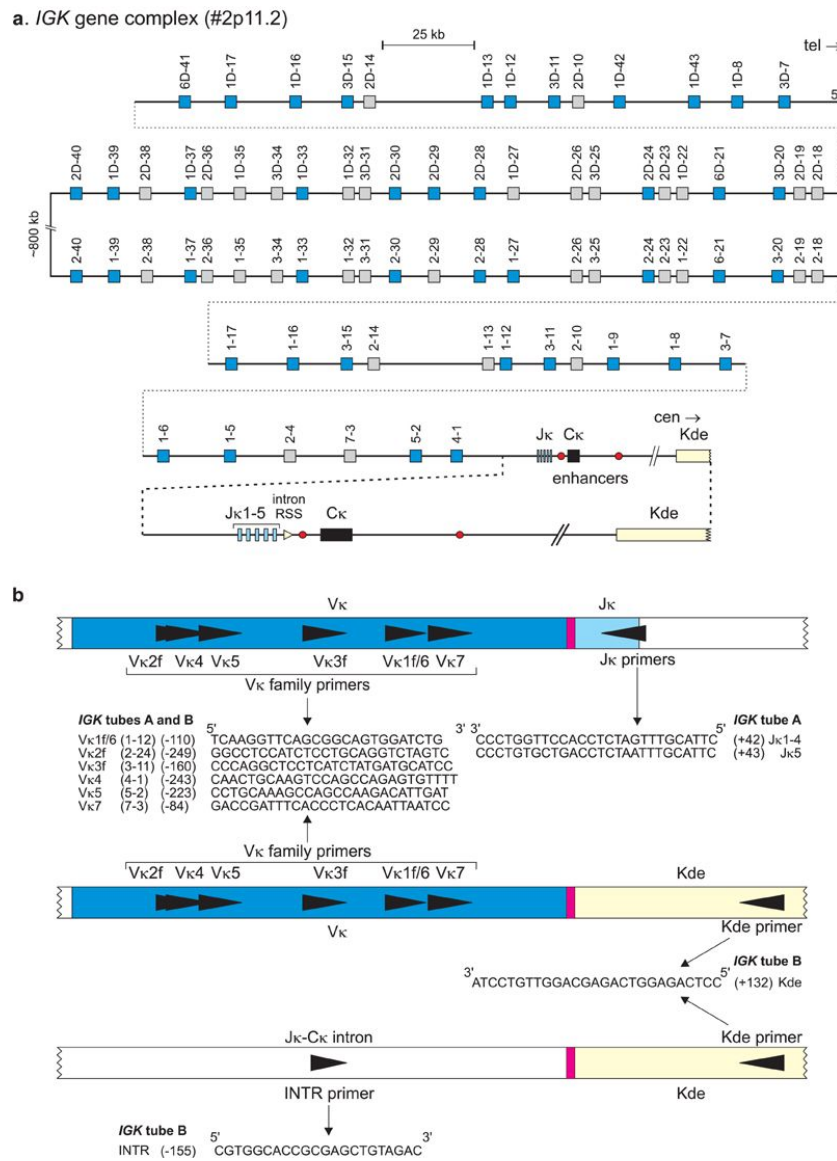 a. IGK gene complex (#2p11.2)
25 kb
tel →
6D-41 1D-17 1D-16 3D-15 2D-14 1D-13 1D-12 3D-11 2D-10 1D-42 1D-43 1D-8 3D-7
5
2D-40 1D-39 2D-38 1D-37 2D-36 1D-35 3D-34 1D-33 1D-32 3D-31 2D-30 2D-29 2D-28 1D-27 2D-26 3D-25 2D-24 2D-23 1D-22 6D-21 3D-20 2D-19 2D-18
~800 kb
2-40 1-39 2-38 1-37 2-36 1-35 3-34 1-33 1-32 3-31 2-30 2-29 2-28 1-27 2-26 3-25 2-24 2-23 1-22 6-21 3-20 2-19 2-18
1-17 1-16 3-15 2-14 1-13 1-12 3-11 2-10 1-9 1-8 3-7
cen →
1-6 1-5 2-4 7-3 5-2 4-1 Jκ Cκ Kde
enhancers
Jκ1-5 intron RSS Cκ Kde
b
Vκ Jκ
Vκ2f Vκ4 Vκ5 Vκ3f Vκ1f/6 Vκ7 Jκ primers
Vκ family primers
IGK tubes A and B 5' 3' 3' 5' IGK tube A
Vκ1f/6 (1-12) (-110) TCAAGGTTCAGCGGCAGTGGATCTG CCCTGGTTCCACCTCTAGTTTGCATTC (+42) Jκ1-4
Vκ2f (2-24) (-249) GGCCTCCATCTCCTGCAGGTCTAGTC CCCTGTGCTGACCTCTAATTTGCATTC (+43) Jκ5
Vκ3f (3-11) (-160) CCCAGGCTCCTCATCTATGATGCATCC
Vκ4 (4-1) (-243) CAACTGCAAGTCCAGCCAGAGTGTTTT
Vκ5 (5-2) (-223) CCTGCAAAGCCAGCCAAGACATTGAT
Vκ7 (7-3) (-84) GACCGATTTCACCCTCACAATTAATCC
Vκ family primers
Vκ2f Vκ4 Vκ5 Vκ3f Vκ1f/6 Vκ7 Kde
Vκ Kde primer
IGK tube B
3' ATCCTGTTGGACGAGACTGGAGACTCC 5' (+132) Kde
Jκ-Cκ intron Kde primer
INTR primer Kde
IGK tube B 5' 3'
INTR (-155) CGTGGCACCGCGAGCTGTAGAC